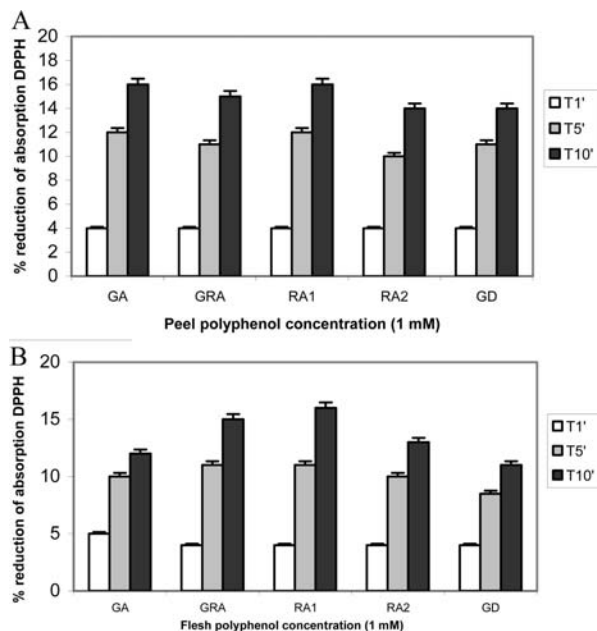 A
% reduction of absorption DPPH
20
18
16
14
12
10
8
6
4
2
0
GA GRA RA1 RA2 GD
Peel polyphenol concentration (1 mM)
T1'
T5'
T10'
B
% reduction of absorption DPPH
20
15
10
5
0
GA GRA RA1 RA2 GD
Flesh polyphenol concentration (1 mM)
T1'
T5'
T10'